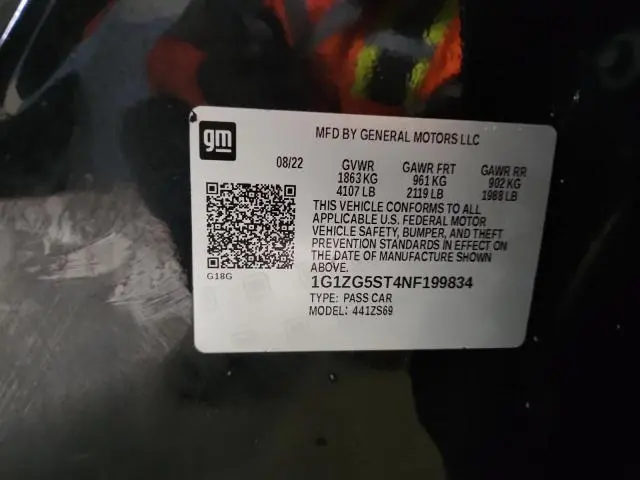 gm
MFD BY GENERAL MOTORS LLC
08/22 GVWR GAWR FRT GAWR RR
1863 KG 961 KG 902 KG
4107 LB 2119 LB 1988 LB
THIS VEHICLE CONFORMS TO ALL
APPLICABLE U.S. FEDERAL MOTOR
VEHICLE SAFETY, BUMPER, AND THEFT
PREVENTION STANDARDS IN EFFECT ON
THE DATE OF MANUFACTURE SHOWN
ABOVE.
G18G
1G1ZG5ST4NF199834
TYPE: PASS CAR
MODEL: 441ZS69